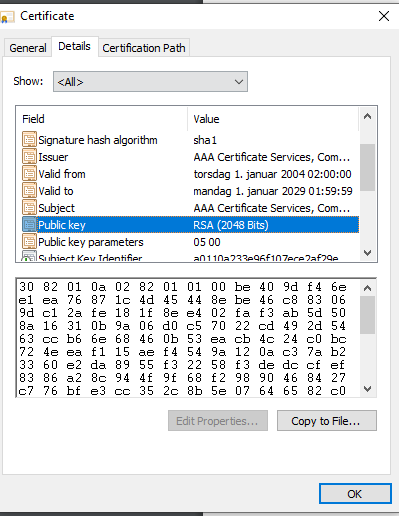 Certificate
General Details Certification Path
Show: <All>
Field Value
Signature hash algorithm sha1
Issuer AAA Certificate Services, Com...
Valid from torsdag 1. januar 2004 02:00:00
Valid to mandag 1. januar 2029 01:59:59
Subject AAA Certificate Services, Com...
Public key RSA (2048 Bits)
Public key parameters 05 00
Subject Key Identifier a0110a233e96f107ece2af29e
30 82 01 0a 02 82 01 01 00 be 40 9d f4 6e
e1 ea 76 87 1c 4d 45 44 8e be 46 c8 83 06
9d c1 2a fe 18 1f 8e e4 02 fa f3 ab 5d 50
8a 16 31 0b 9a 06 d0 c5 70 22 cd 49 2d 54
63 cc b6 6e 68 46 0b 53 ea cb 4c 24 c0 bc
72 4e ea f1 15 ae f4 54 9a 12 0a c3 7a b2
33 60 e2 da 89 55 f3 22 58 f3 de dc cf ef
83 86 a2 8c 94 4f 9f 68 f2 98 90 46 84 27
c7 76 bf e3 cc 35 2c 8b 5e 07 64 65 82 c0
Edit Properties... Copy to File...
OK